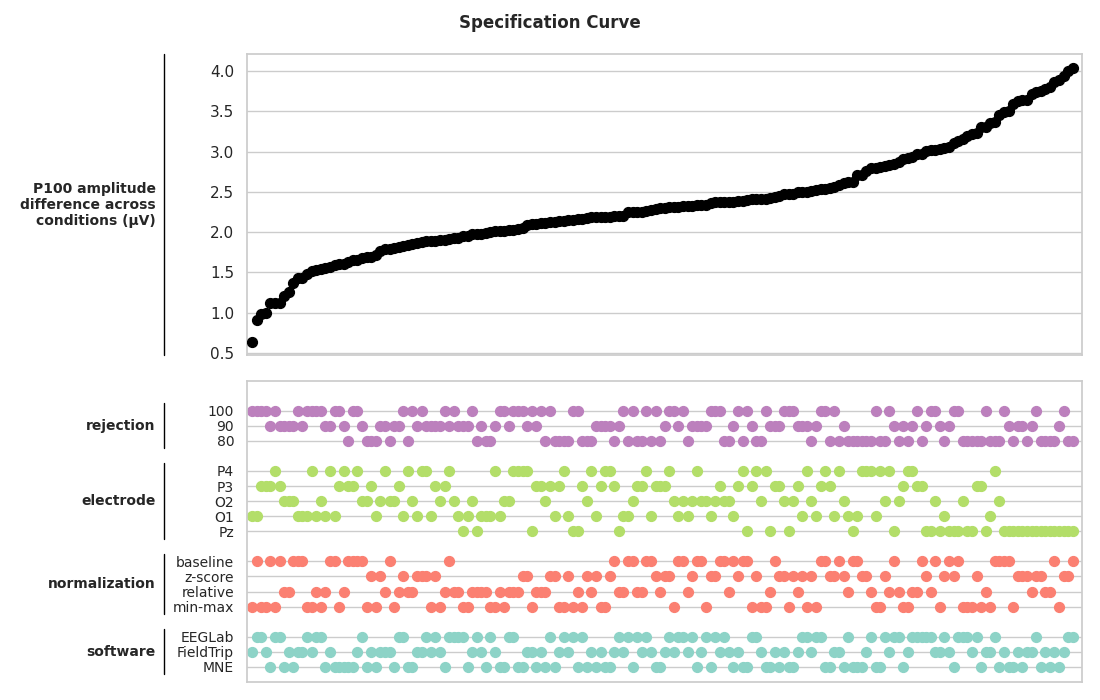 Specification Curve
4.0
3.5
3.0
2.5
2.0
1.5
1.0
0.5
P100 amplitude
difference across
conditions (μV)
rejection
100
90
80
electrode
P4
P3
O2
O1
Pz
normalization
baseline
z-score
relative
min-max
software
EEGLab
FieldTrip
MNE